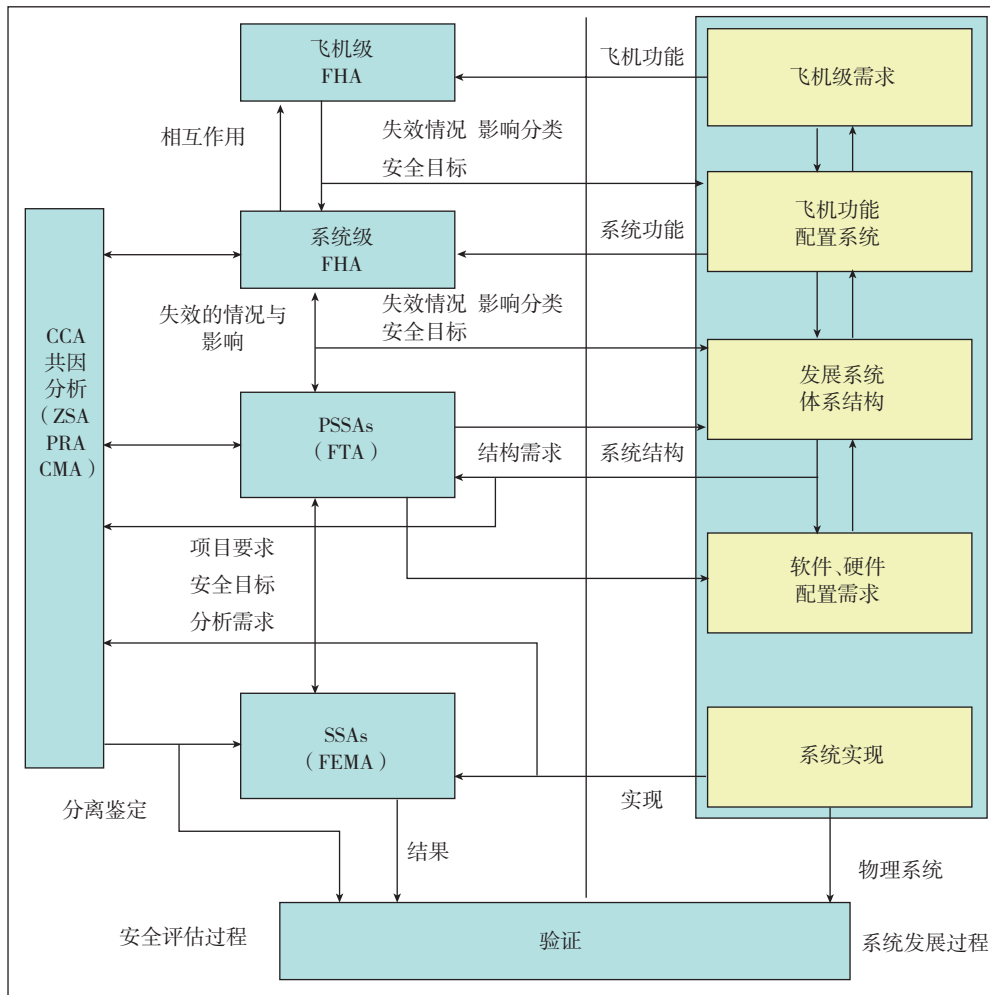 飞机级
FHA
飞机功能
飞机级需求
相互作用
失效情况 影响分类
安全目标
系统级
FHA
系统功能
飞机功能
配置系统
失效的情况与
影响
失效情况 影响分类
安全目标
CCA
共因
分析
（ZSA
PRA
CMA）
发展系统
体系结构
PSSAs
（FTA）
结构需求
系统结构
项目要求
安全目标
分析需求
软件、硬件
配置需求
SSAs
（FEMA）
系统实现
分离鉴定
实现
结果
物理系统
安全评估过程
验证
系统发展过程